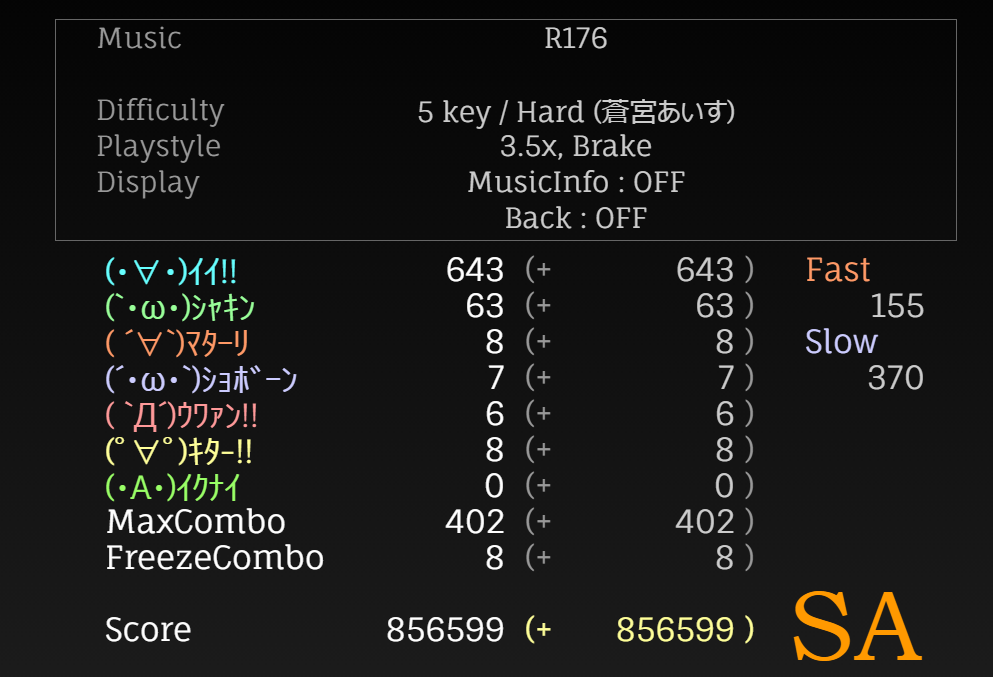 Music R176
Difficulty 5 key / Hard (蒼宮あいす)
Playstyle 3.5x, Brake
Display MusicInfo : OFF
Back : OFF
(・∀・)ｲｲ!! 643 (+ 643 ) Fast
(`・ω・)ｼｬｷﾝ 63 (+ 63 ) 155
( ´∀`)ﾏﾀｰﾘ 8 (+ 8 ) Slow
(´・ω・`)ｼｮﾎﾞｰﾝ 7 (+ 7 ) 370
( `Д´)ｳﾜｧﾝ!! 6 (+ 6 )
(ﾟ∀ﾟ)ｷﾀｰ!! 8 (+ 8 )
(・A・)ｲｸﾅｲ 0 (+ 0 )
MaxCombo 402 (+ 402 )
FreezeCombo 8 (+ 8 )
Score 856599 (+ 856599 ) SA